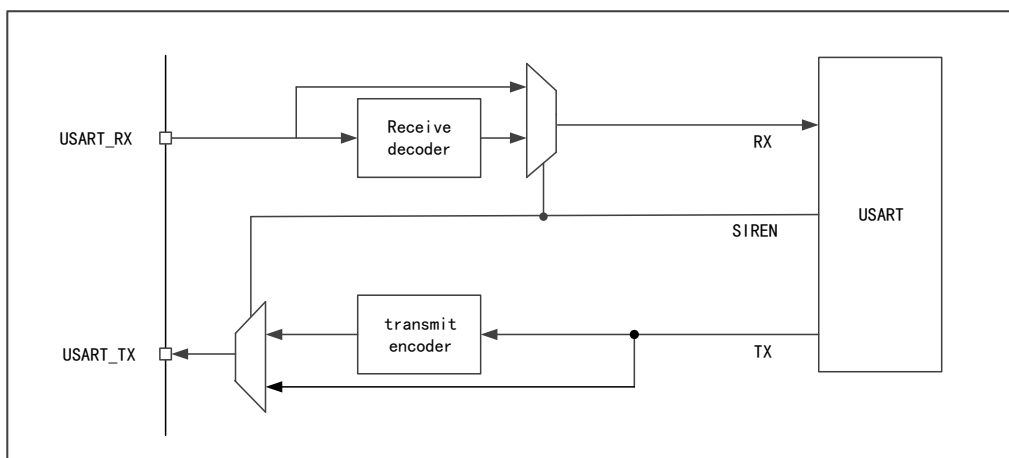 USART_RX
Receive
decoder
RX
USART
SIREN
transmit
encoder
USART_TX
TX